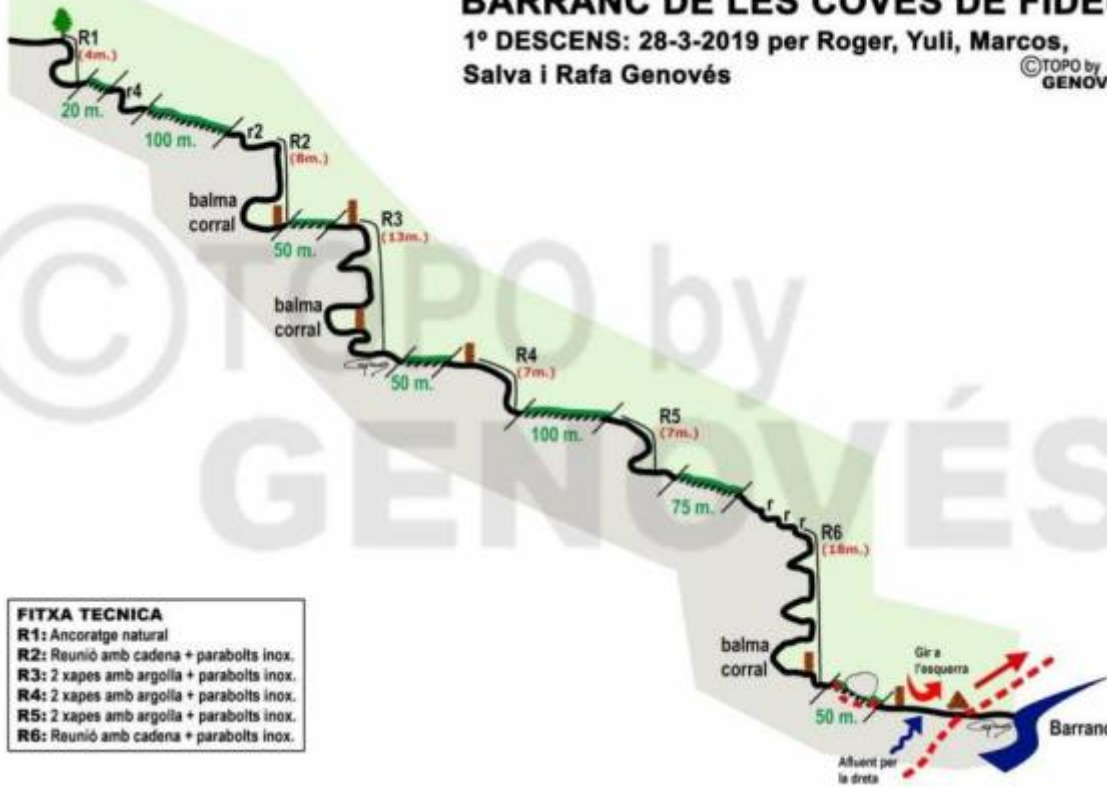 BARRANC DE LES COVES DE
1º DESCENS: 28-3-2019 per Roger, Yuli, Marcos,
Salva i Rafa Genovés
©TOPO by
R1
(4m.)
20 m.
r4
100 m.
r2
R2
(8m.)
balma
corral
50 m.
R3
(13m.)
balma
corral
50 m.
R4
(7m.)
100 m.
R5
(7m.)
75 m.
r
r
r
R6
(18m.)
balma
corral
50 m.
Gir a
l'esquerra
Afluent per
la dreta
© TOPO by
GENOVÉS
FITXA TECNICA
R1: Ancoratge natural
R2: Reunió amb cadena + parabolts inox.
R3: 2 xapes amb argolla + parabolts inox.
R4: 2 xapes amb argolla + parabolts inox.
R5: 2 xapes amb argolla + parabolts inox.
R6: Reunió amb cadena + parabolts inox.